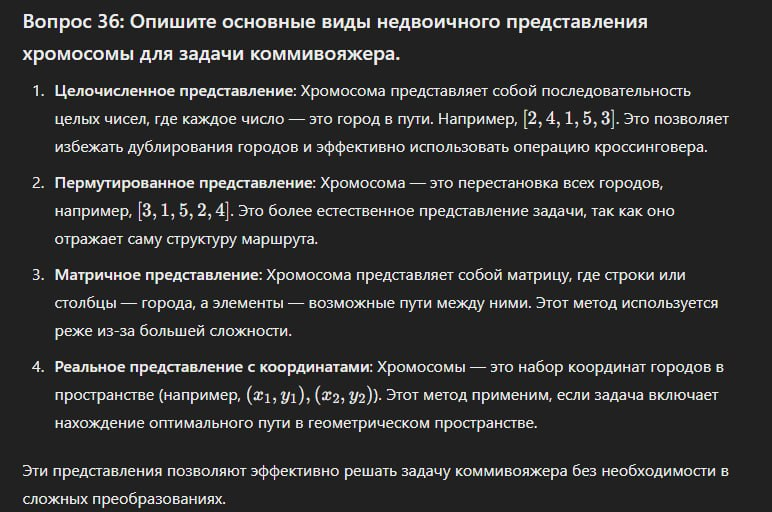 Вопрос 36: Опишите основные виды недвоичного представления
хромосомы для задачи коммивояжера.
1. Целочисленное представление: Хромосома представляет собой последовательность
целых чисел, где каждое число — это город в пути. Например, [2, 4, 1, 5, 3]. Это позволяет
избежать дублирования городов и эффективно использовать операцию кроссинговера.
2. Пермутированное представление: Хромосома — это перестановка всех городов,
например, [3, 1, 5, 2, 4]. Это более естественное представление задачи, так как оно
отражает саму структуру маршрута.
3. Матричное представление: Хромосома представляет собой матрицу, где строки или
столбцы — города, а элементы — возможные пути между ними. Этот метод используется
реже из-за большей сложности.
4. Реальное представление с координатами: Хромосомы — это набор координат городов в
пространстве (например, (x₁, y₁), (x₂, y₂)). Этот метод применим, если задача включает
нахождение оптимального пути в геометрическом пространстве.
Эти представления позволяют эффективно решать задачу коммивояжера без необходимости в
сложных преобразованиях.